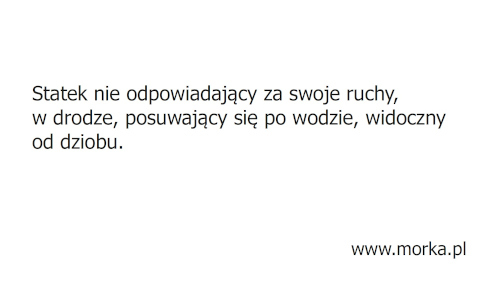 Statek nie odpowiadający za swoje ruchy,
w drodze, posuwający się po wodzie, widoczny
od dziobu.
www.morka.pl